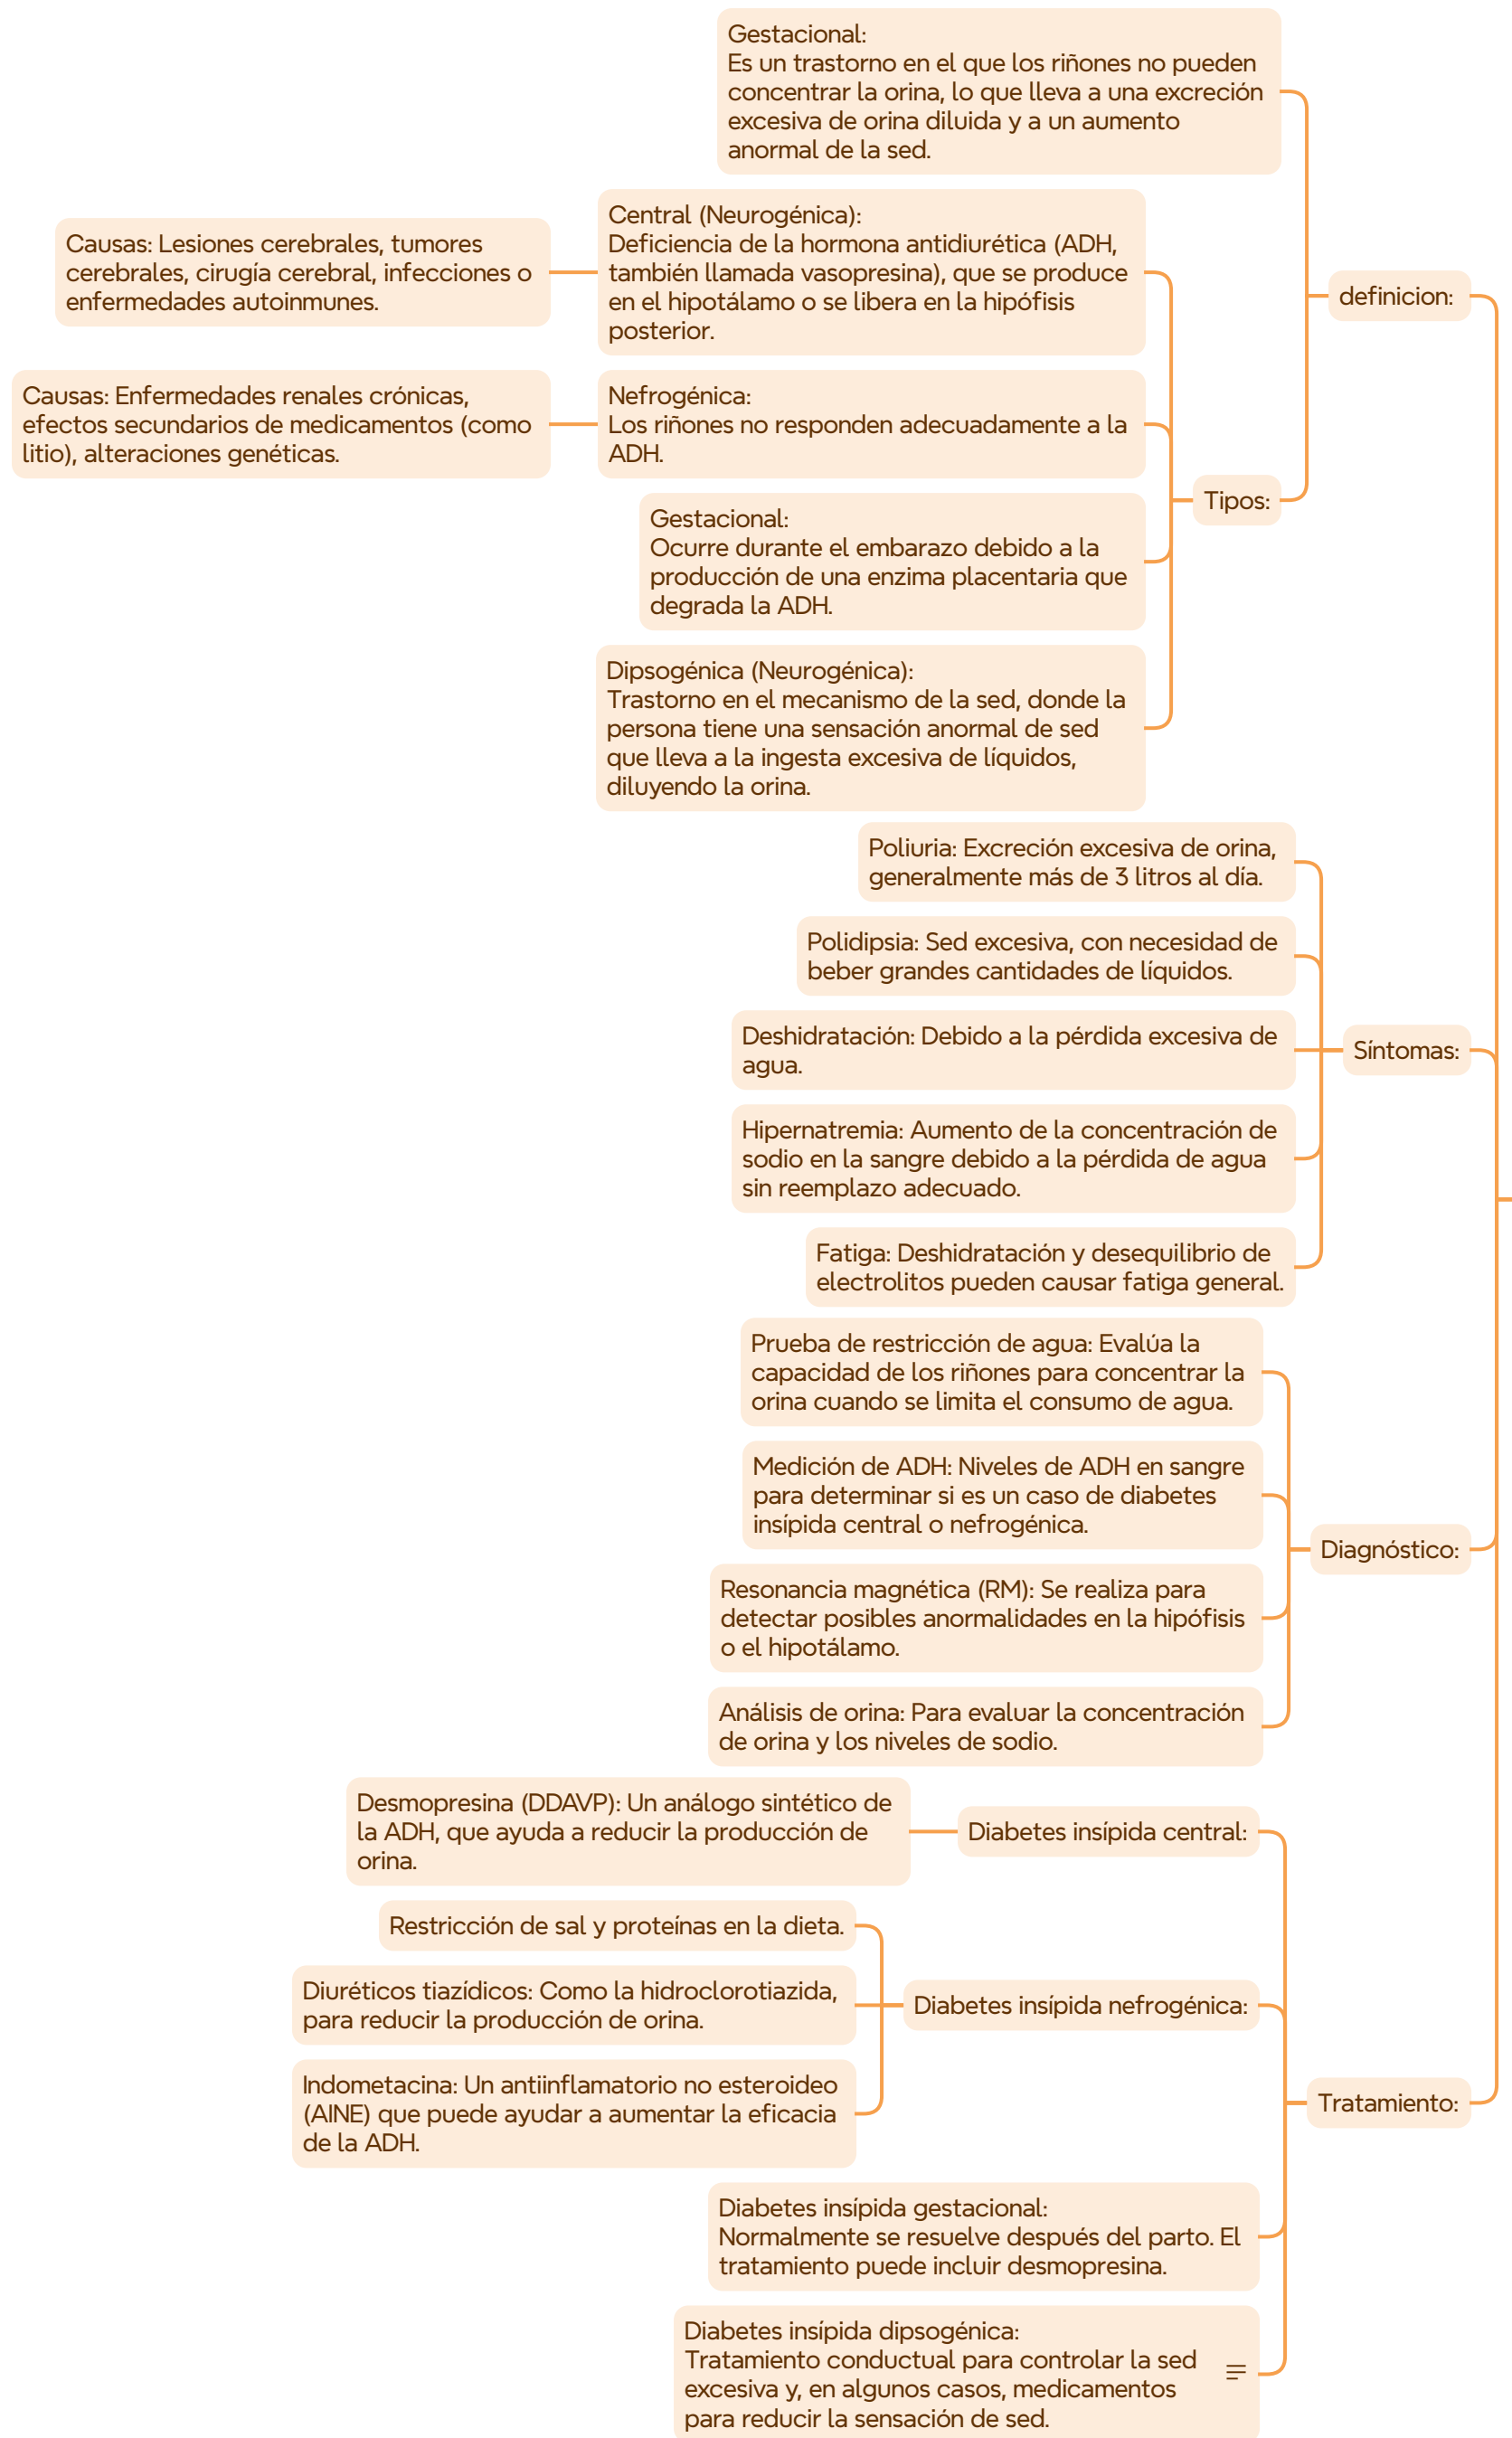 Gestacional:
Es un trastorno en el que los riñones no pueden
concentrar la orina, lo que lleva a una excreción
excesiva de orina diluida y a un aumento
anormal de la sed.
definicion:
Central (Neurogénica):
Deficiencia de la hormona antidiurética (ADH,
también llamada vasopresina), que se produce
en el hipotálamo o se libera en la hipófisis
posterior.
Causas: Lesiones cerebrales, tumores
cerebrales, cirugía cerebral, infecciones o
enfermedades autoinmunes.
Nefrogénica:
Los riñones no responden adecuadamente a la
ADH.
Causas: Enfermedades renales crónicas,
efectos secundarios de medicamentos (como
litio), alteraciones genéticas.
Tipos:
Gestacional:
Ocurre durante el embarazo debido a la
producción de una enzima placentaria que
degrada la ADH.
Dipsogénica (Neurogénica):
Trastorno en el mecanismo de la sed, donde la
persona tiene una sensación anormal de sed
que lleva a la ingesta excesiva de líquidos,
diluyendo la orina.
Poliuria: Excreción excesiva de orina,
generalmente más de 3 litros al día.
Polidipsia: Sed excesiva, con necesidad de
beber grandes cantidades de líquidos.
Deshidratación: Debido a la pérdida excesiva de
agua.
Síntomas:
Hipernatremia: Aumento de la concentración de
sodio en la sangre debido a la pérdida de agua
sin reemplazo adecuado.
Fatiga: Deshidratación y desequilibrio de
electrolitos pueden causar fatiga general.
Prueba de restricción de agua: Evalúa la
capacidad de los riñones para concentrar la
orina cuando se limita el consumo de agua.
Medición de ADH: Niveles de ADH en sangre
para determinar si es un caso de diabetes
insípida central o nefrogénica.
Diagnóstico:
Resonancia magnética (RM): Se realiza para
detectar posibles anormalidades en la hipófisis
o el hipotálamo.
Análisis de orina: Para evaluar la concentración
de orina y los niveles de sodio.
Desmopresina (DDAVP): Un análogo sintético de
la ADH, que ayuda a reducir la producción de
orina.
Diabetes insípida central:
Restricción de sal y proteínas en la dieta.
Diuréticos tiazídicos: Como la hidroclorotiazida,
para reducir la producción de orina.
Diabetes insípida nefrogénica:
Indometacina: Un antiinflamatorio no esteroideo
(AINE) que puede ayudar a aumentar la eficacia
de la ADH.
Tratamiento:
Diabetes insípida gestacional:
Normalmente se resuelve después del parto. El
tratamiento puede incluir desmopresina.
Diabetes insípida dipsogénica:
Tratamiento conductual para controlar la sed
excesiva y, en algunos casos, medicamentos
para reducir la sensación de sed.